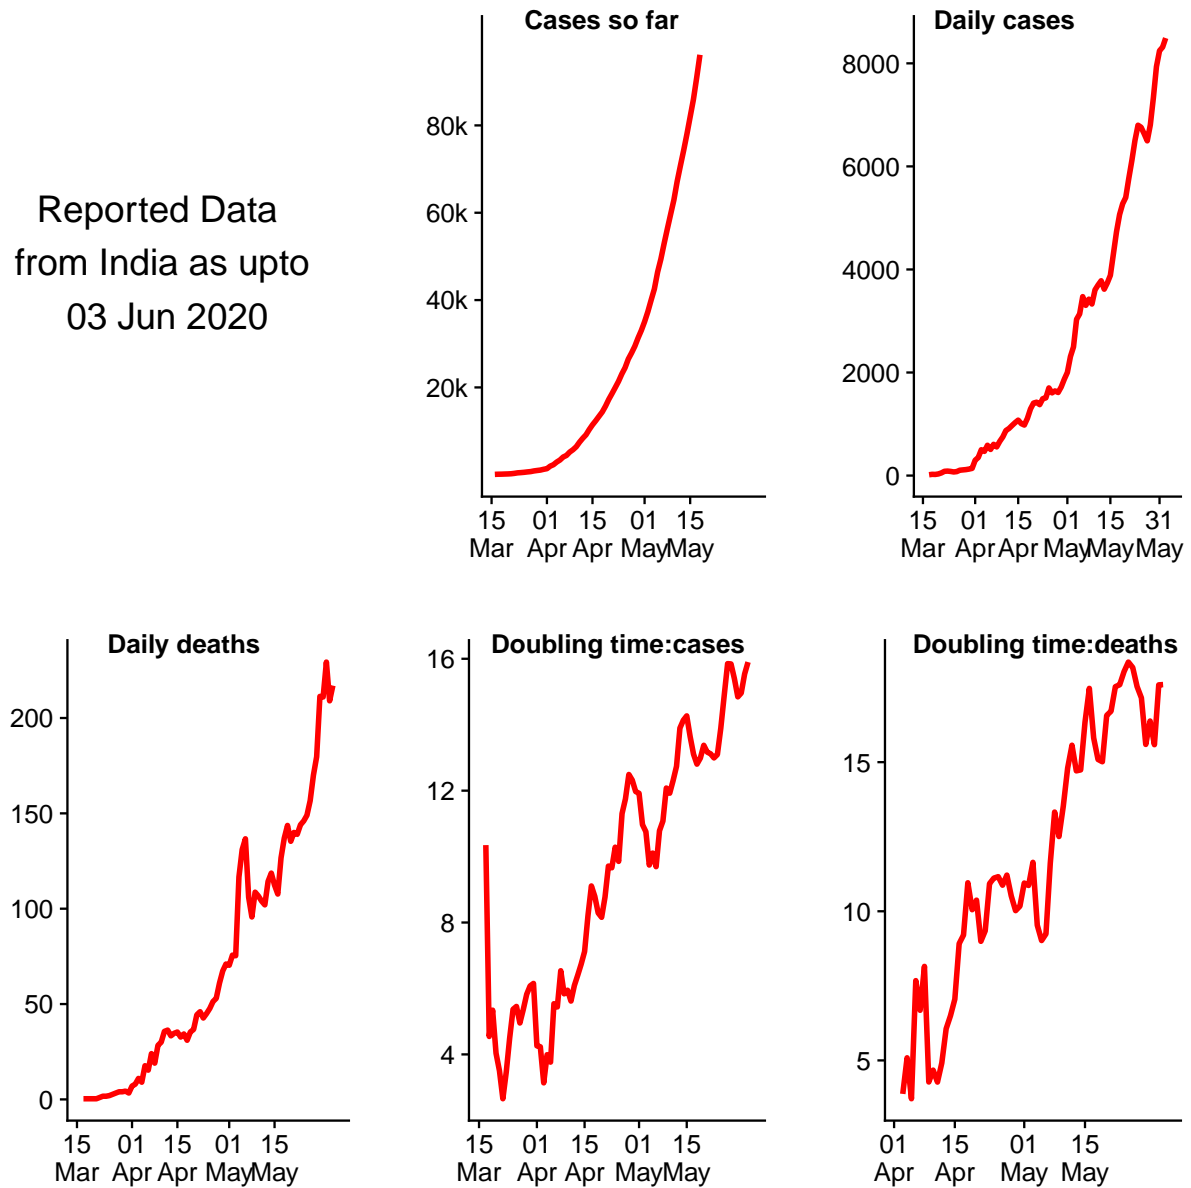 Reported Data
from India as upto
03 Jun 2020
Cases so far
80k
60k
40k
20k
15 01 15 01 15
Mar Apr Apr May May
Daily cases
8000
6000
4000
2000
0
15 01 15 01 15 31
Mar Apr Apr May May May
Daily deaths
200
150
100
50
0
15 01 15 01 15
Mar Apr Apr May May
Doubling time:cases
16
12
8
4
15 01 15 01 15
Mar Apr Apr May May
Doubling time:deaths
15
10
5
01 15 01 15
Apr Apr May May